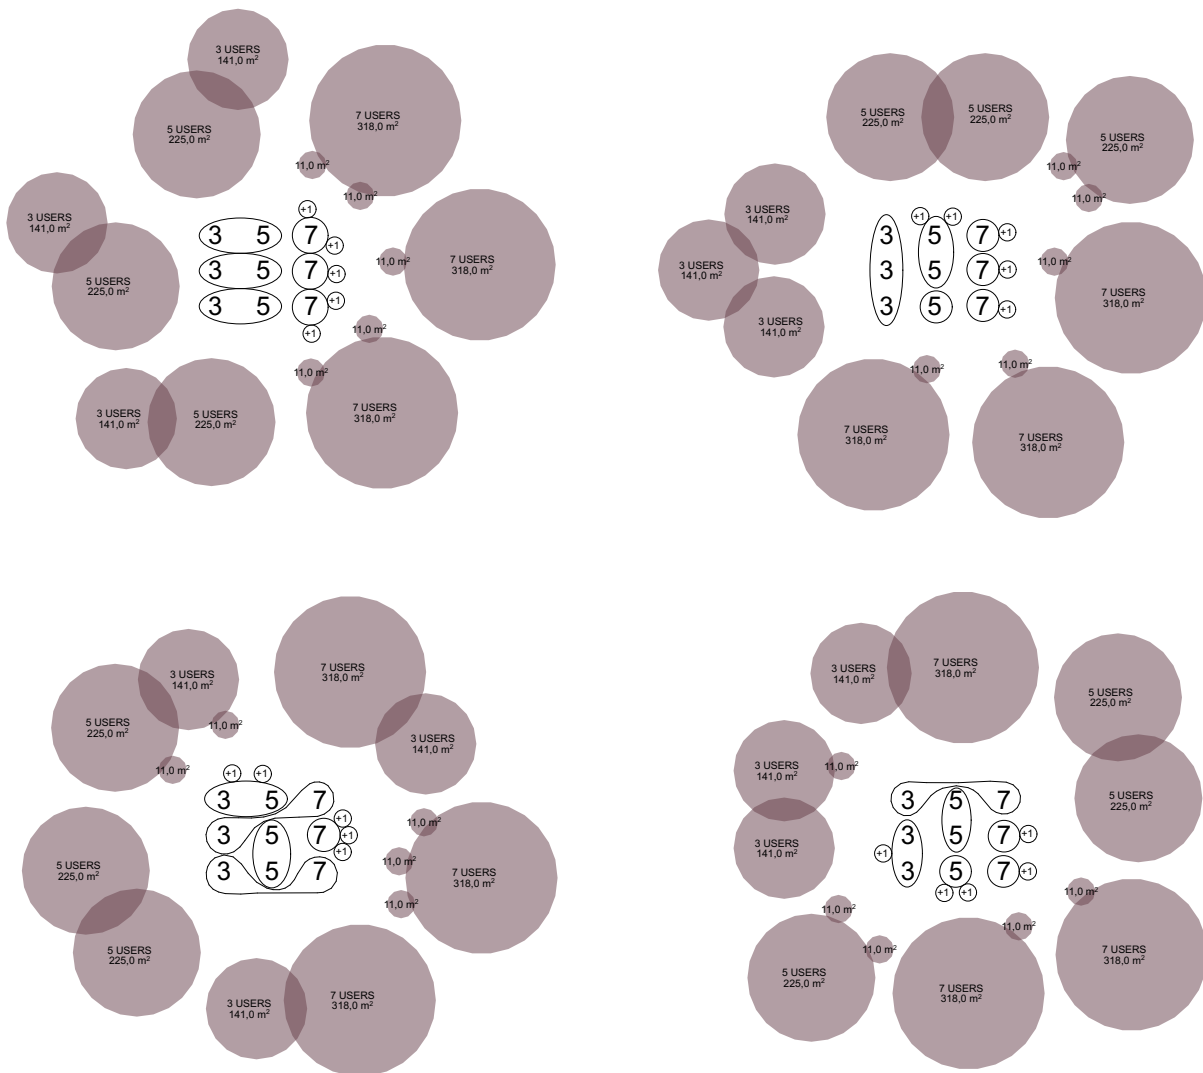 3 USERS
141,0 m²
5 USERS
225,0 m²
7 USERS
318,0 m²
11,0 m²
11,0 m²
3 USERS
141,0 m²
5 USERS
225,0 m²
7 USERS
318,0 m²
11,0 m²
+1
3 5 7
+1
3 5 7
+1
3 5 7
+1
+1
11,0 m²
11,0 m²
7 USERS
318,0 m²
3 USERS
141,0 m²
5 USERS
225,0 m²
5 USERS
225,0 m²
5 USERS
225,0 m²
5 USERS
225,0 m²
11,0 m²
11,0 m²
3 USERS
141,0 m²
3 USERS
141,0 m²
3 USERS
141,0 m²
+1 +1
3 5 7 +1
3 5 7 +1
3 5 7 +1
11,0 m²
7 USERS
318,0 m²
11,0 m²
11,0 m²
7 USERS
318,0 m²
7 USERS
318,0 m²
3 USERS
141,0 m²
5 USERS
225,0 m²
11,0 m²
11,0 m²
7 USERS
318,0 m²
3 USERS
141,0 m²
+1 +1
3 5 7
+1
3 5 7 +1
+1
3 5 7
11,0 m²
11,0 m²
11,0 m²
7 USERS
318,0 m²
5 USERS
225,0 m²
5 USERS
225,0 m²
3 USERS
141,0 m²
7 USERS
318,0 m²
3 USERS
141,0 m²
7 USERS
318,0 m²
5 USERS
225,0 m²
5 USERS
225,0 m²
3 USERS
141,0 m²
11,0 m²
3 USERS
141,0 m²
3 5 7
3 5 7 +1
+1
3 5 7 +1
+1 +1
11,0 m²
11,0 m²
5 USERS
225,0 m²
11,0 m²
7 USERS
318,0 m²
11,0 m²
7 USERS
318,0 m²